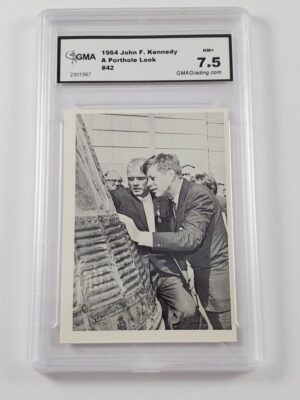 GMA
2301567
1964 John F. Kennedy
A Porthole Look
#42
NM+
7.5
GMAGrading.com